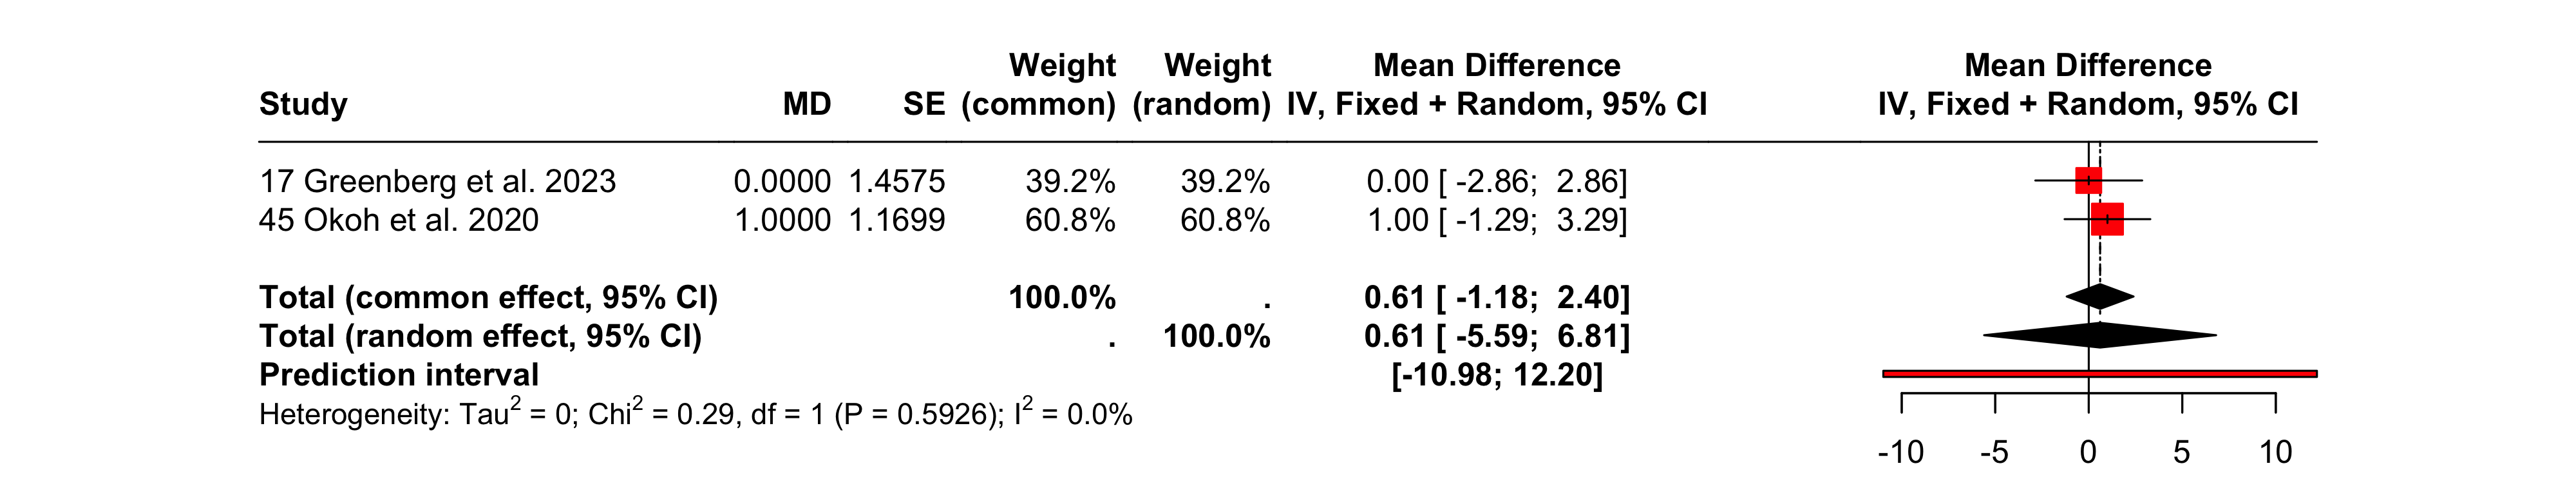 Weight Weight Mean Difference Mean Difference
Study MD SE (common) (random) IV, Fixed + Random, 95% CI IV, Fixed + Random, 95% CI
17 Greenberg et al. 2023 0.0000 1.4575 39.2% 39.2% 0.00 [ -2.86; 2.86]
45 Okoh et al. 2020 1.0000 1.1699 60.8% 60.8% 1.00 [ -1.29; 3.29]
Total (common effect, 95% CI) 100.0% . 0.61 [ -1.18; 2.40]
Total (random effect, 95% CI) . 100.0% 0.61 [ -5.59; 6.81]
Prediction interval [-10.98; 12.20]
Heterogeneity: Tau² = 0; Chi² = 0.29, df = 1 (P = 0.5926); I² = 0.0%
-10 -5 0 5 10